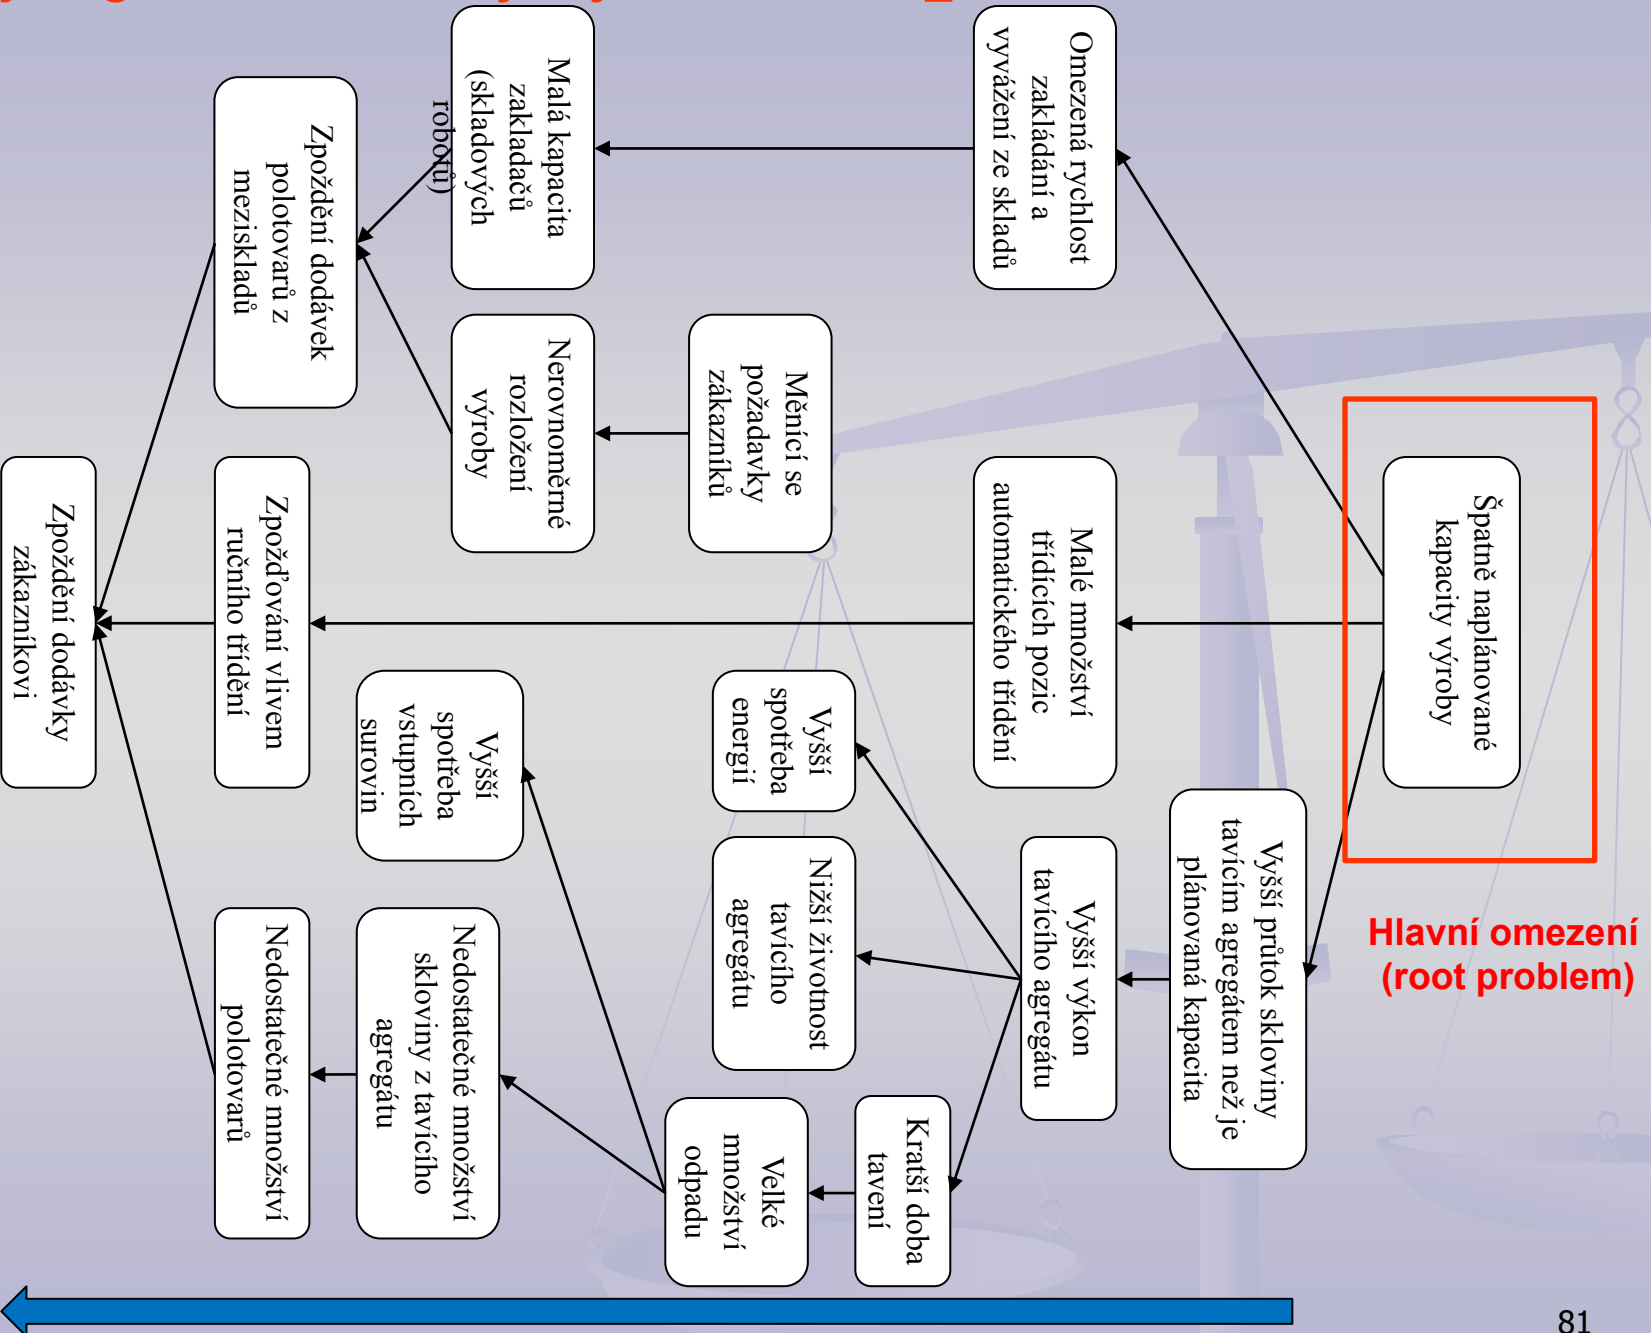 Omezená rychlost
zakládání a
vyvážení ze skladů
Malá kapacita
zakladačů
(skladových
robotů)
Zpoždění dodávek
polotovarů z
meziskladů
Měnící se
požadavky
zákazníků
Nerovnoměrné
rozložení
výroby
Špatně naplánované
kapacity výroby
Malé množství
třídících pozic
automatického třídění
Zpožďování vlivem
ručního třídění
Zpoždění dodávky
zákazníkovi
Vyšší
spotřeba
energií
Vyšší
spotřeba
vstupních
surovin
Vyšší průtok skloviny
tavícím agregátem než je
plánovaná kapacita
Vyšší výkon
tavícího agregátu
Nižší životnost
tavícího
agregátu
Nedostatečné množství
skloviny z tavícího
agregátu
Nedostatečné množství
polotovarů
Kratší doba
tavení
Velké
množství
odpadu
Hlavní omezení
(root problem)
81